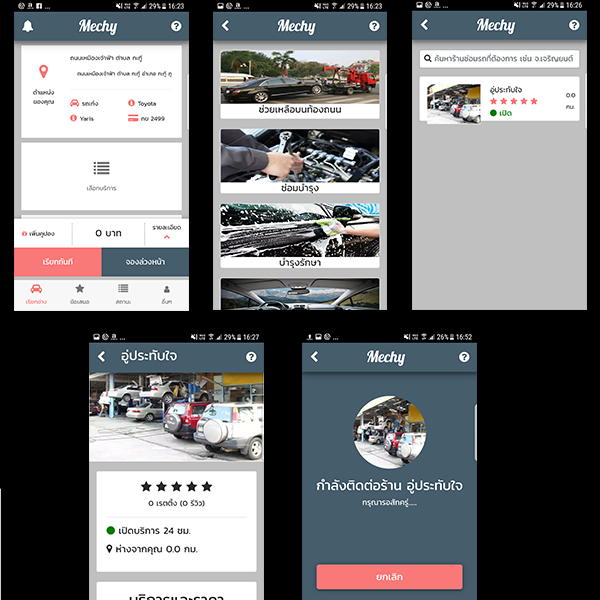 29% 16:23
Mechy
ถนนเหมืองเจ้าฟ้า ตำบล กะทู้
ถนนเหมืองเจ้าฟ้า ตำบล กะทู้ อำเภอ กะทู้ ภู
ตำแหน่ง
ของคุณ
รถเก๋ง
Toyota
Yaris
กบ 2499
เลือกบริการ
เพิ่มคูปอง
0 บาท
รายละเอียด
เรียกทันที
จองล่วงหน้า
เรียกช่าง
ข้อเสนอ
สถานะ
อื่นๆ
29% 16:23
Mechy
ช่วยเหลือบนท้องถนน
ซ่อมบำรุง
บำรุงรักษา
29% 16:26
Mechy
ค้นหาร้านซ่อมรถที่ต้องการ เช่น จ.เจริญยนต์
อู่ประทับใจ
0.0
กม.
เปิด
29% 16:27
อู่ประทับใจ
0 เรตติ้ง (0 รีวิว)
เปิดบริการ 24 ชม.
ห่างจากคุณ 0.0 กม.
บริการและราคา
26% 16:52
Mechy
กำลังติดต่อร้าน อู่ประทับใจ
กรุณารอสักครู่....
ยกเลิก